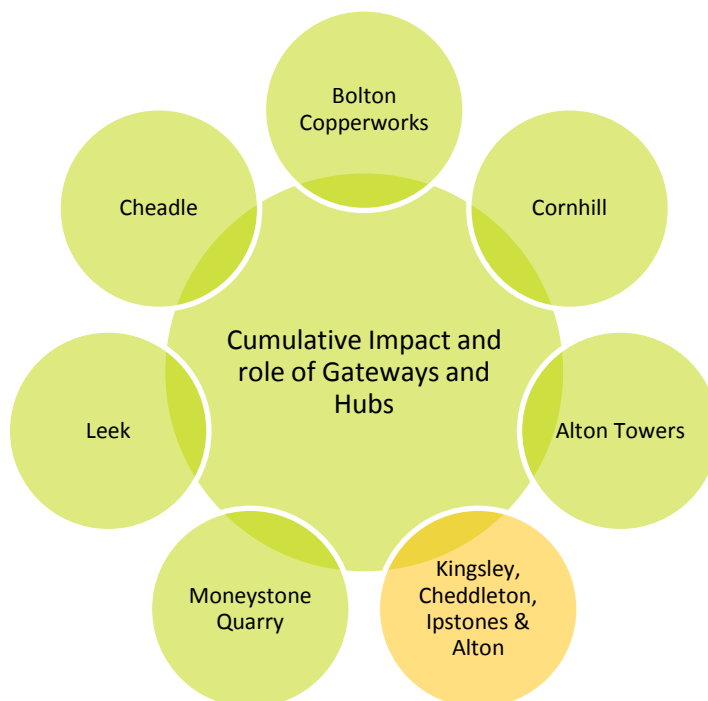 Bolton
Copperworks
Cheadle
Cornhill
Cumulative Impact and
role of Gateways and
Hubs
Leek
Alton Towers
Moneystone
Quarry
Kingsley,
Cheddleton,
Ipstones &
Alton